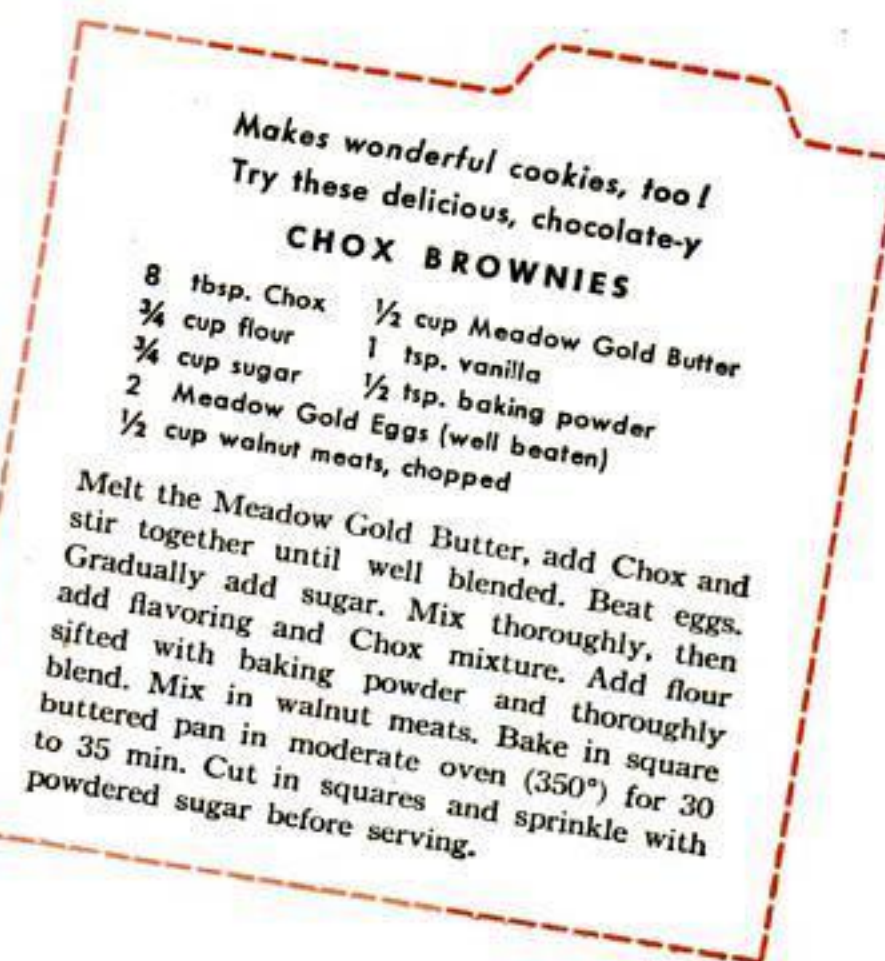 Makes wonderful cookies, too!
Try these delicious, chocolate-y
CHOX BROWNIES
8 tbsp. Chox
¾ cup flour
¾ cup sugar
2 Meadow Gold Eggs (well beaten)
½ cup walnut meats, chopped
½ cup Meadow Gold Butter
1 tsp. vanilla
½ tsp. baking powder
Melt the Meadow Gold Butter, add Chox and
stir together until well blended. Beat eggs.
Gradually add sugar. Mix thoroughly, then
add flavoring and Chox mixture. Add flour
sifted with baking powder and thoroughly
blend. Mix in walnut meats. Bake in square
buttered pan in moderate oven (350°) for 30
to 35 min. Cut in squares and sprinkle with
powdered sugar before serving.